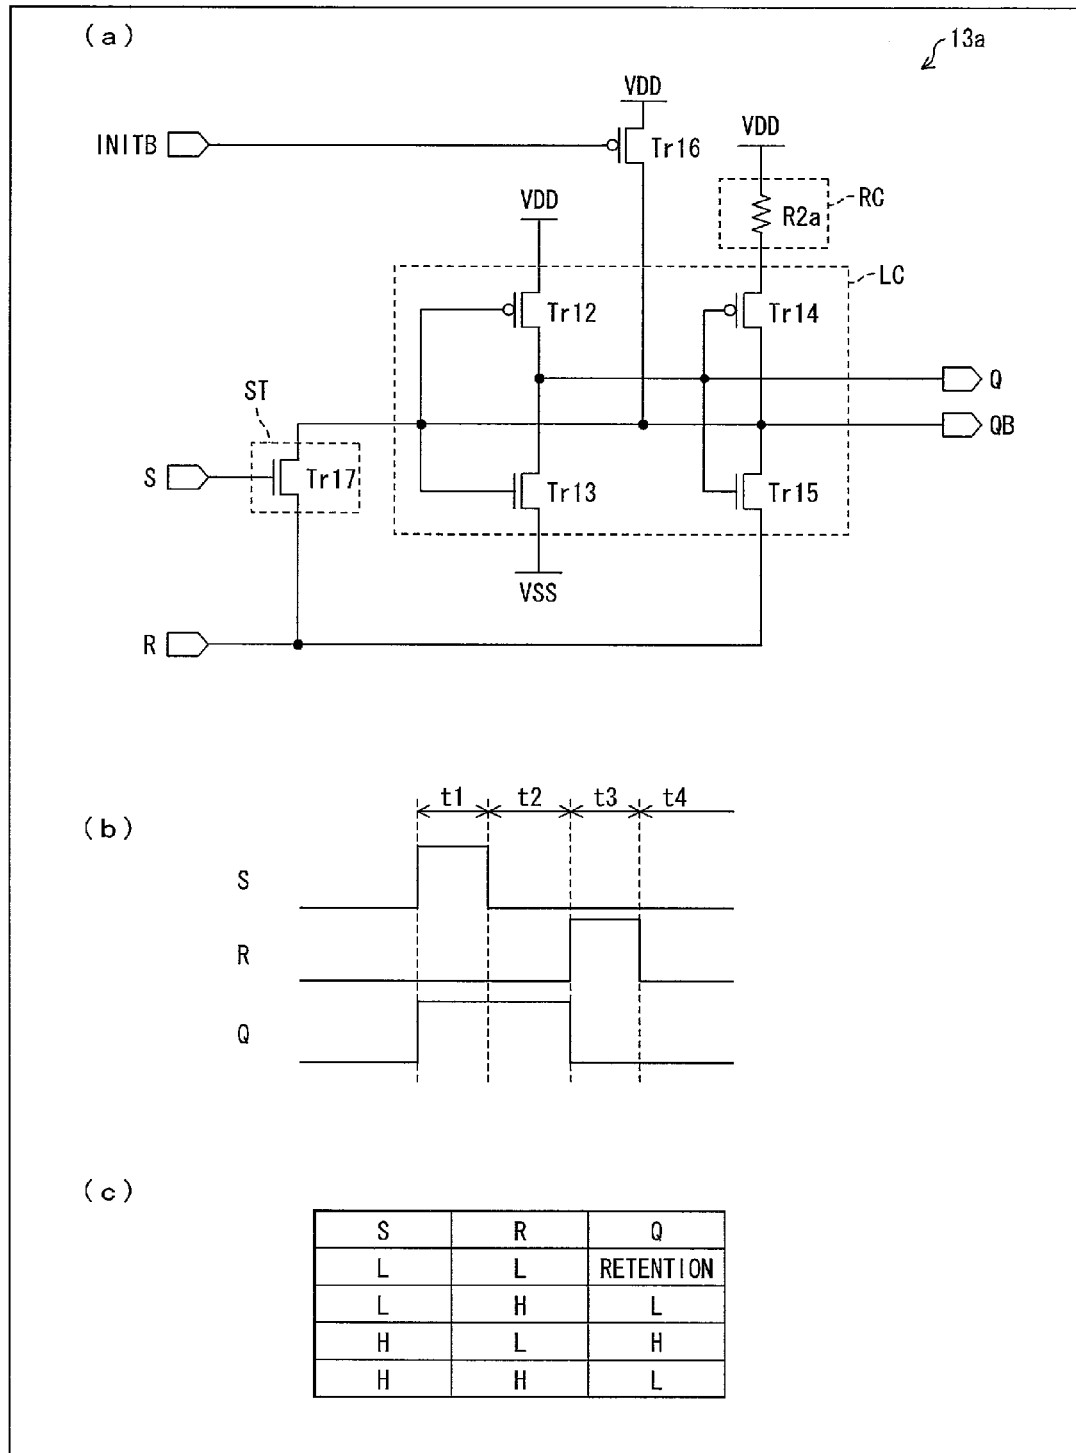 (a)
13a
VDD
INITB
Tr16
VDD
RC
VDD
R2a
LC
Tr12
Tr14
Q
ST
QB
S
Tr17
Tr13
Tr15
VSS
R
(b)
t1 t2 t3 t4
S
R
Q
(c)
S R Q
L L RETENTION
L H L
H L H
H H L